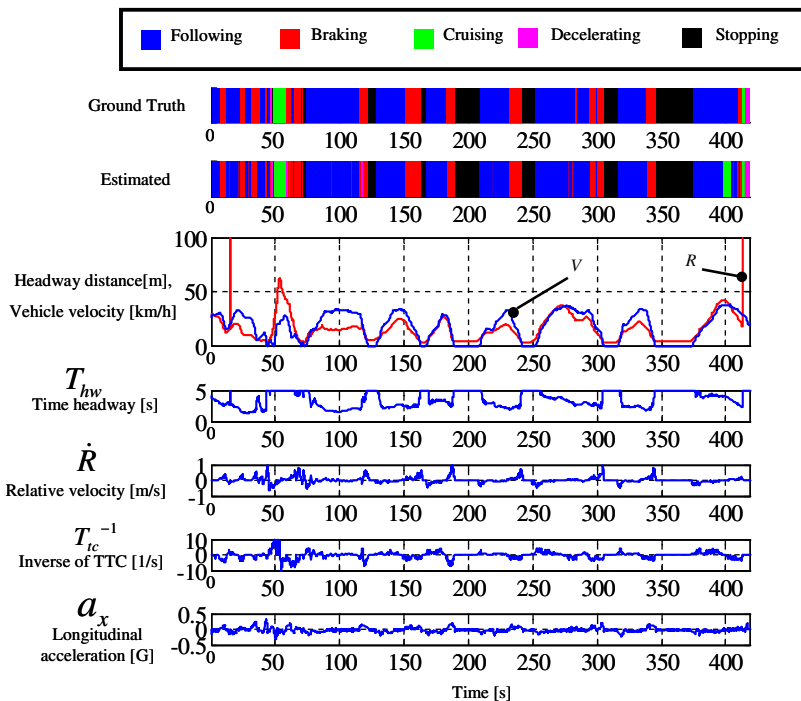 Following Braking Cruising Decelerating Stopping
Ground Truth
0 50 100 150 200 250 300 350 400
Estimated
0 50 100 150 200 250 300 350 400
100
Headway distance[m],
50
Vehicle velocity [km/h]
0
V
R
0 50 100 150 200 250 300 350 400
T_hw
Time headway [s]
5
0
0 50 100 150 200 250 300 350 400
Ṙ
Relative velocity [m/s]
1
0
-1
0 50 100 150 200 250 300 350 400
T_tc^-1
Inverse of TTC [1/s]
10
0
-10
0 50 100 150 200 250 300 350 400
a_x
Longitudinal
acceleration [G]
0.5
0
-0.5
0 50 100 150 200 250 300 350 400
Time [s]